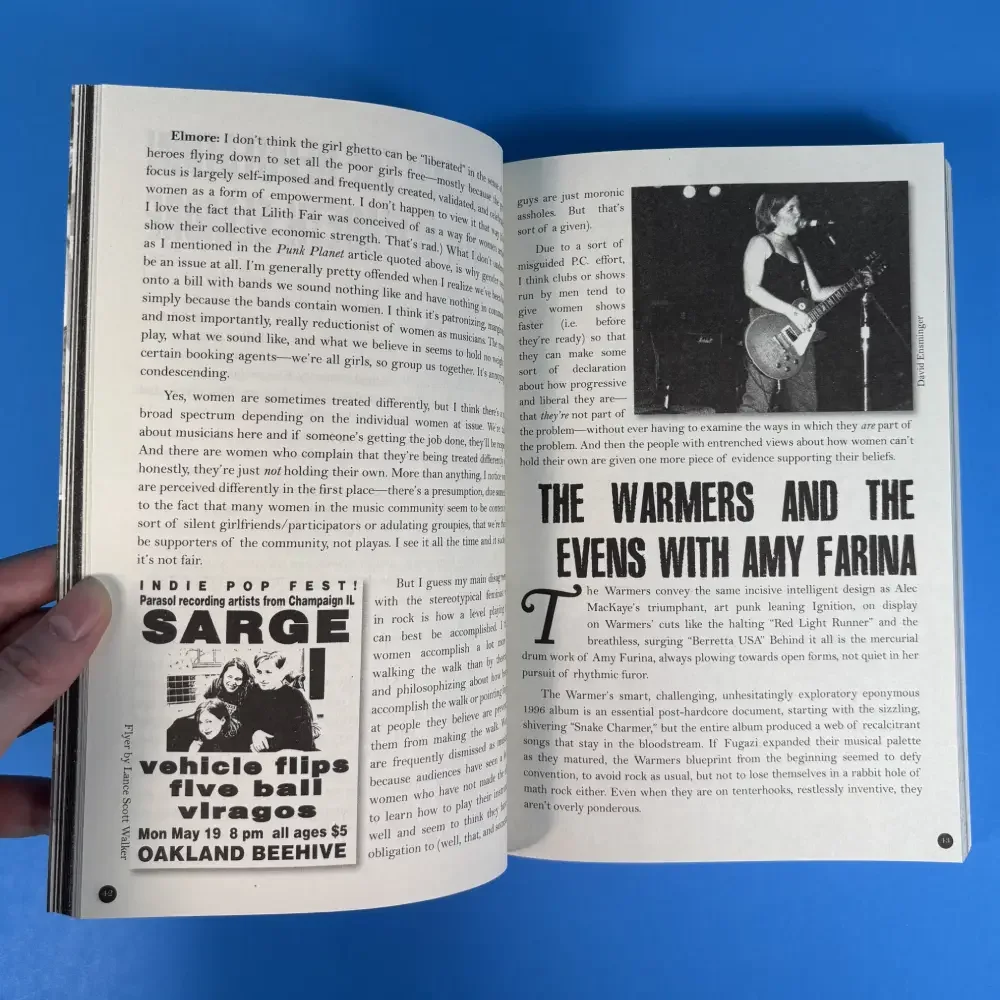 Elmore: I don't think the girl ghetto can be "liberated" in the sense of
heroes flying down to set all the poor girls free—mostly because the
focus is largely self-imposed and frequently created, validated, and
women as a form of empowerment. I don't happen to view it that way
I love the fact that Lilith Fair was conceived of as a way for women
show their collective economic strength. That's rad.) What I don't
as I mentioned in the Punk Planet article quoted above, is why gender
be an issue at all. I'm generally pretty offended when I realize we've been
onto a bill with bands we sound nothing like and have nothing in common
simply because the bands contain women. I think it's patronizing,
and most importantly, really reductionist of women as musicians. The
play, what we sound like, and what we believe in seems to hold no
certain booking agents—we're all girls, so group us together. It's
condescending.
Yes, women are sometimes treated differently, but I think there's
broad spectrum depending on the individual women at issue. We're
about musicians here and if someone's getting the job done, they'll be
And there are women who complain that they're being treated differently
honestly, they're just not holding their own. More than anything, I notice
are perceived differently in the first place—there's a presumption, due
to the fact that many women in the music community seem to be content
sort of silent girlfriends/participators or adulating groupies, that we're
be supporters of the community, not playas. I see it all the time and it
it's not fair.
INDIE POP FEST!
Parasol recording artists from Champaign IL
SARGE
vehicle flips
five ball
viragos
Mon May 19 8 pm all ages $5
OAKLAND BEEHIVE
Flyer by Lance Scott Walker
But I guess my main
with the stereotypical
in rock is how a level playing
can best be accomplished. I
women accomplish a lot more
walking the walk than by
and philosophizing about how
accomplish the walk or pointing
at people they believe are
them from making the walk.
are frequently dismissed as
because audiences have seen
women who have not made the
to learn how to play their
well and seem to think they have
obligation to (well, that, and
42
guys are just moronic
assholes. But that's
sort of a given).
Due to a sort of
misguided P.C. effort,
I think clubs or shows
run by men tend to
give women shows
faster (i.e. before
they're ready) so that
they can make some
sort of declaration
about how progressive
and liberal they are—
that they're not part of
the problem—without ever having to examine the ways in which they are part of
the problem. And then the people with entrenched views about how women can't
hold their own are given one more piece of evidence supporting their beliefs.
Marshall
David Ensminger
THE WARMERS AND THE
EVENS WITH AMY FARINA
The Warmers convey the same incisive intelligent design as Alec
MacKaye's triumphant, art punk leaning Ignition, on display
on Warmers' cuts like the halting "Red Light Runner" and the
breathless, surging "Berretta USA" Behind it all is the mercurial
drum work of Amy Furina, always plowing towards open forms, not quiet in her
pursuit of rhythmic furor.
The Warmer's smart, challenging, unhesitatingly exploratory eponymous
1996 album is an essential post-hardcore document, starting with the sizzling,
shivering "Snake Charmer," but the entire album produced a web of recalcitrant
songs that stay in the bloodstream. If Fugazi expanded their musical palette
as they matured, the Warmers blueprint from the beginning seemed to defy
convention, to avoid rock as usual, but not to lose themselves in a rabbit hole of
math rock either. Even when they are on tenterhooks, restlessly inventive, they
aren't overly ponderous.
43